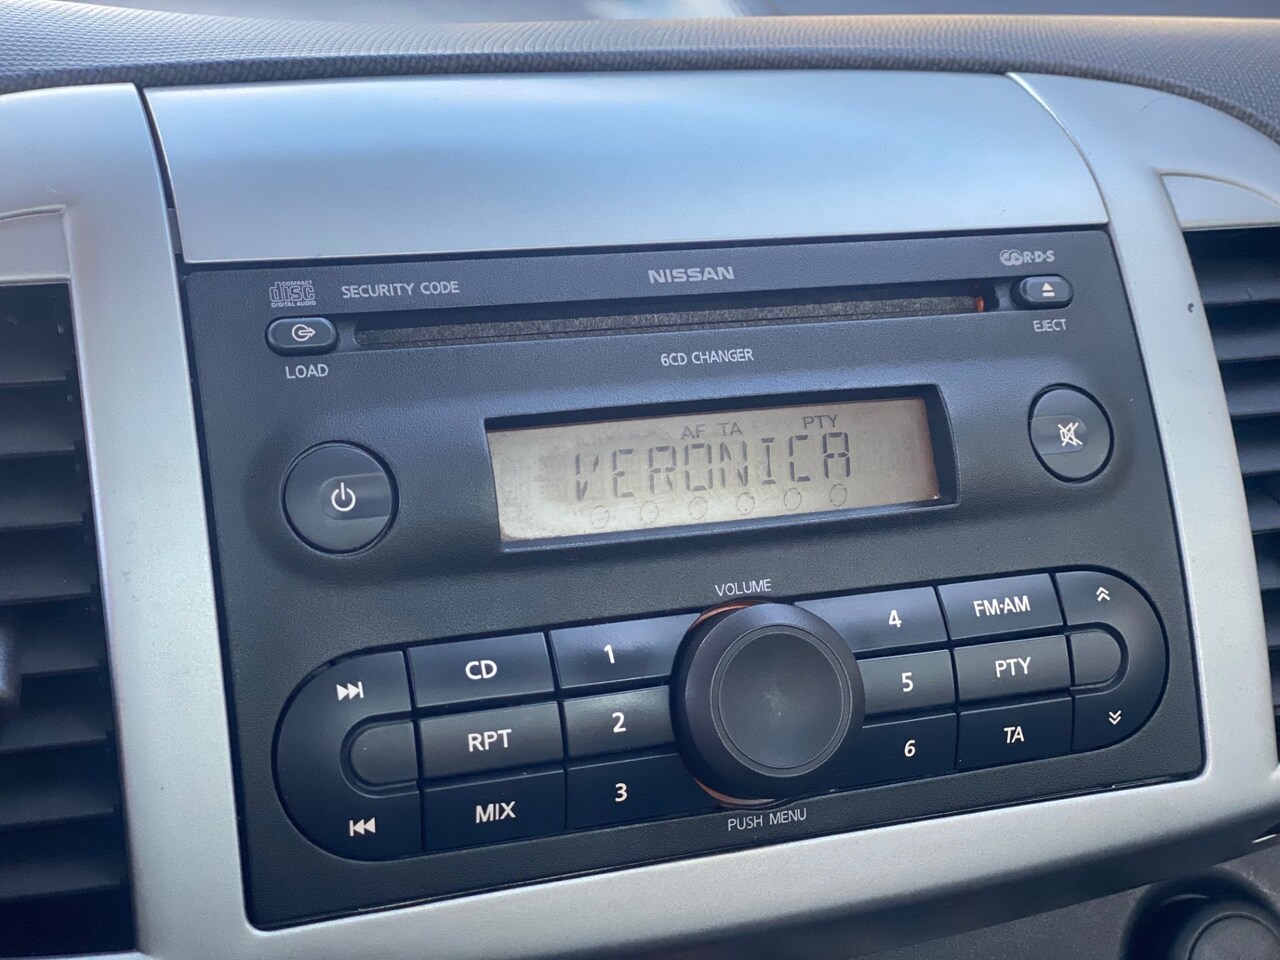 NISSAN
R·D·S
COMPACT
disc
DIGITAL AUDIO
SECURITY CODE
LOAD
EJECT
6CD CHANGER
AF TA PTY
VERONICA
VOLUME
CD
1
4
FM·AM
RPT
2
5
PTY
MIX
3
6
TA
PUSH MENU